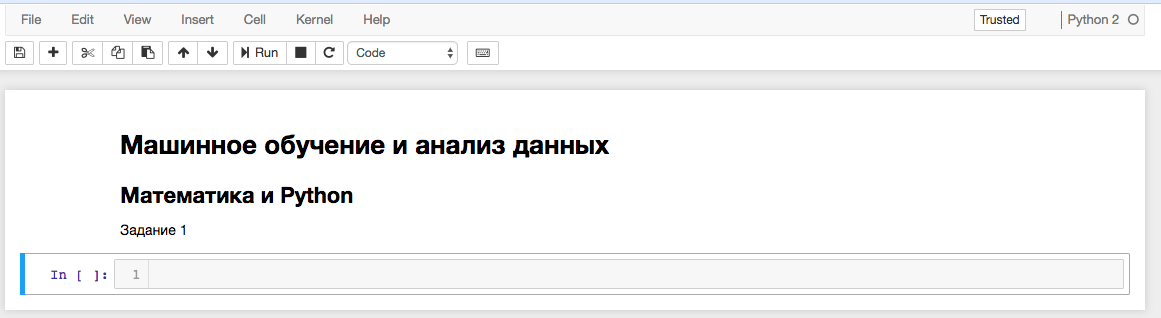 File Edit View Insert Cell Kernel Help Trusted Python 2
Run Code
Машинное обучение и анализ данных
Математика и Python
Задание 1
In [ ]: 1